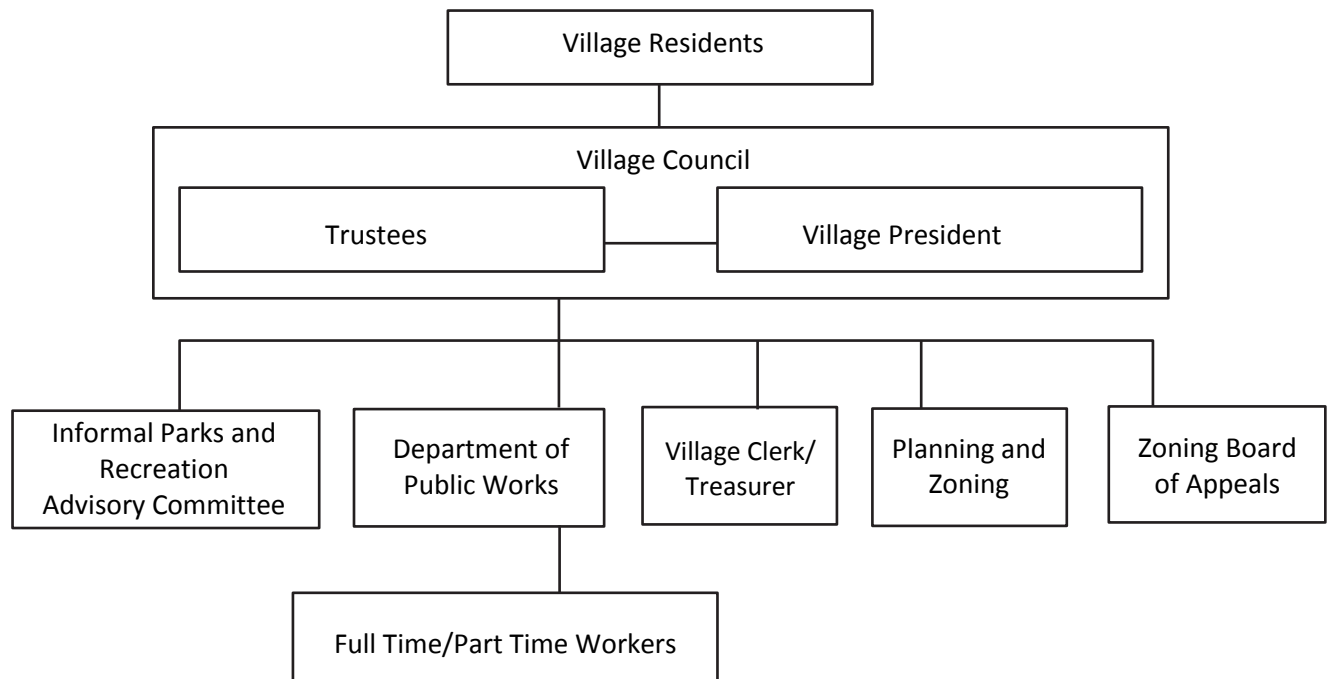 Village Residents
Village Council
Trustees
Village President
Informal Parks and
Recreation
Advisory Committee
Department of
Public Works
Village Clerk/
Treasurer
Planning and
Zoning
Zoning Board
of Appeals
Full Time/Part Time Workers